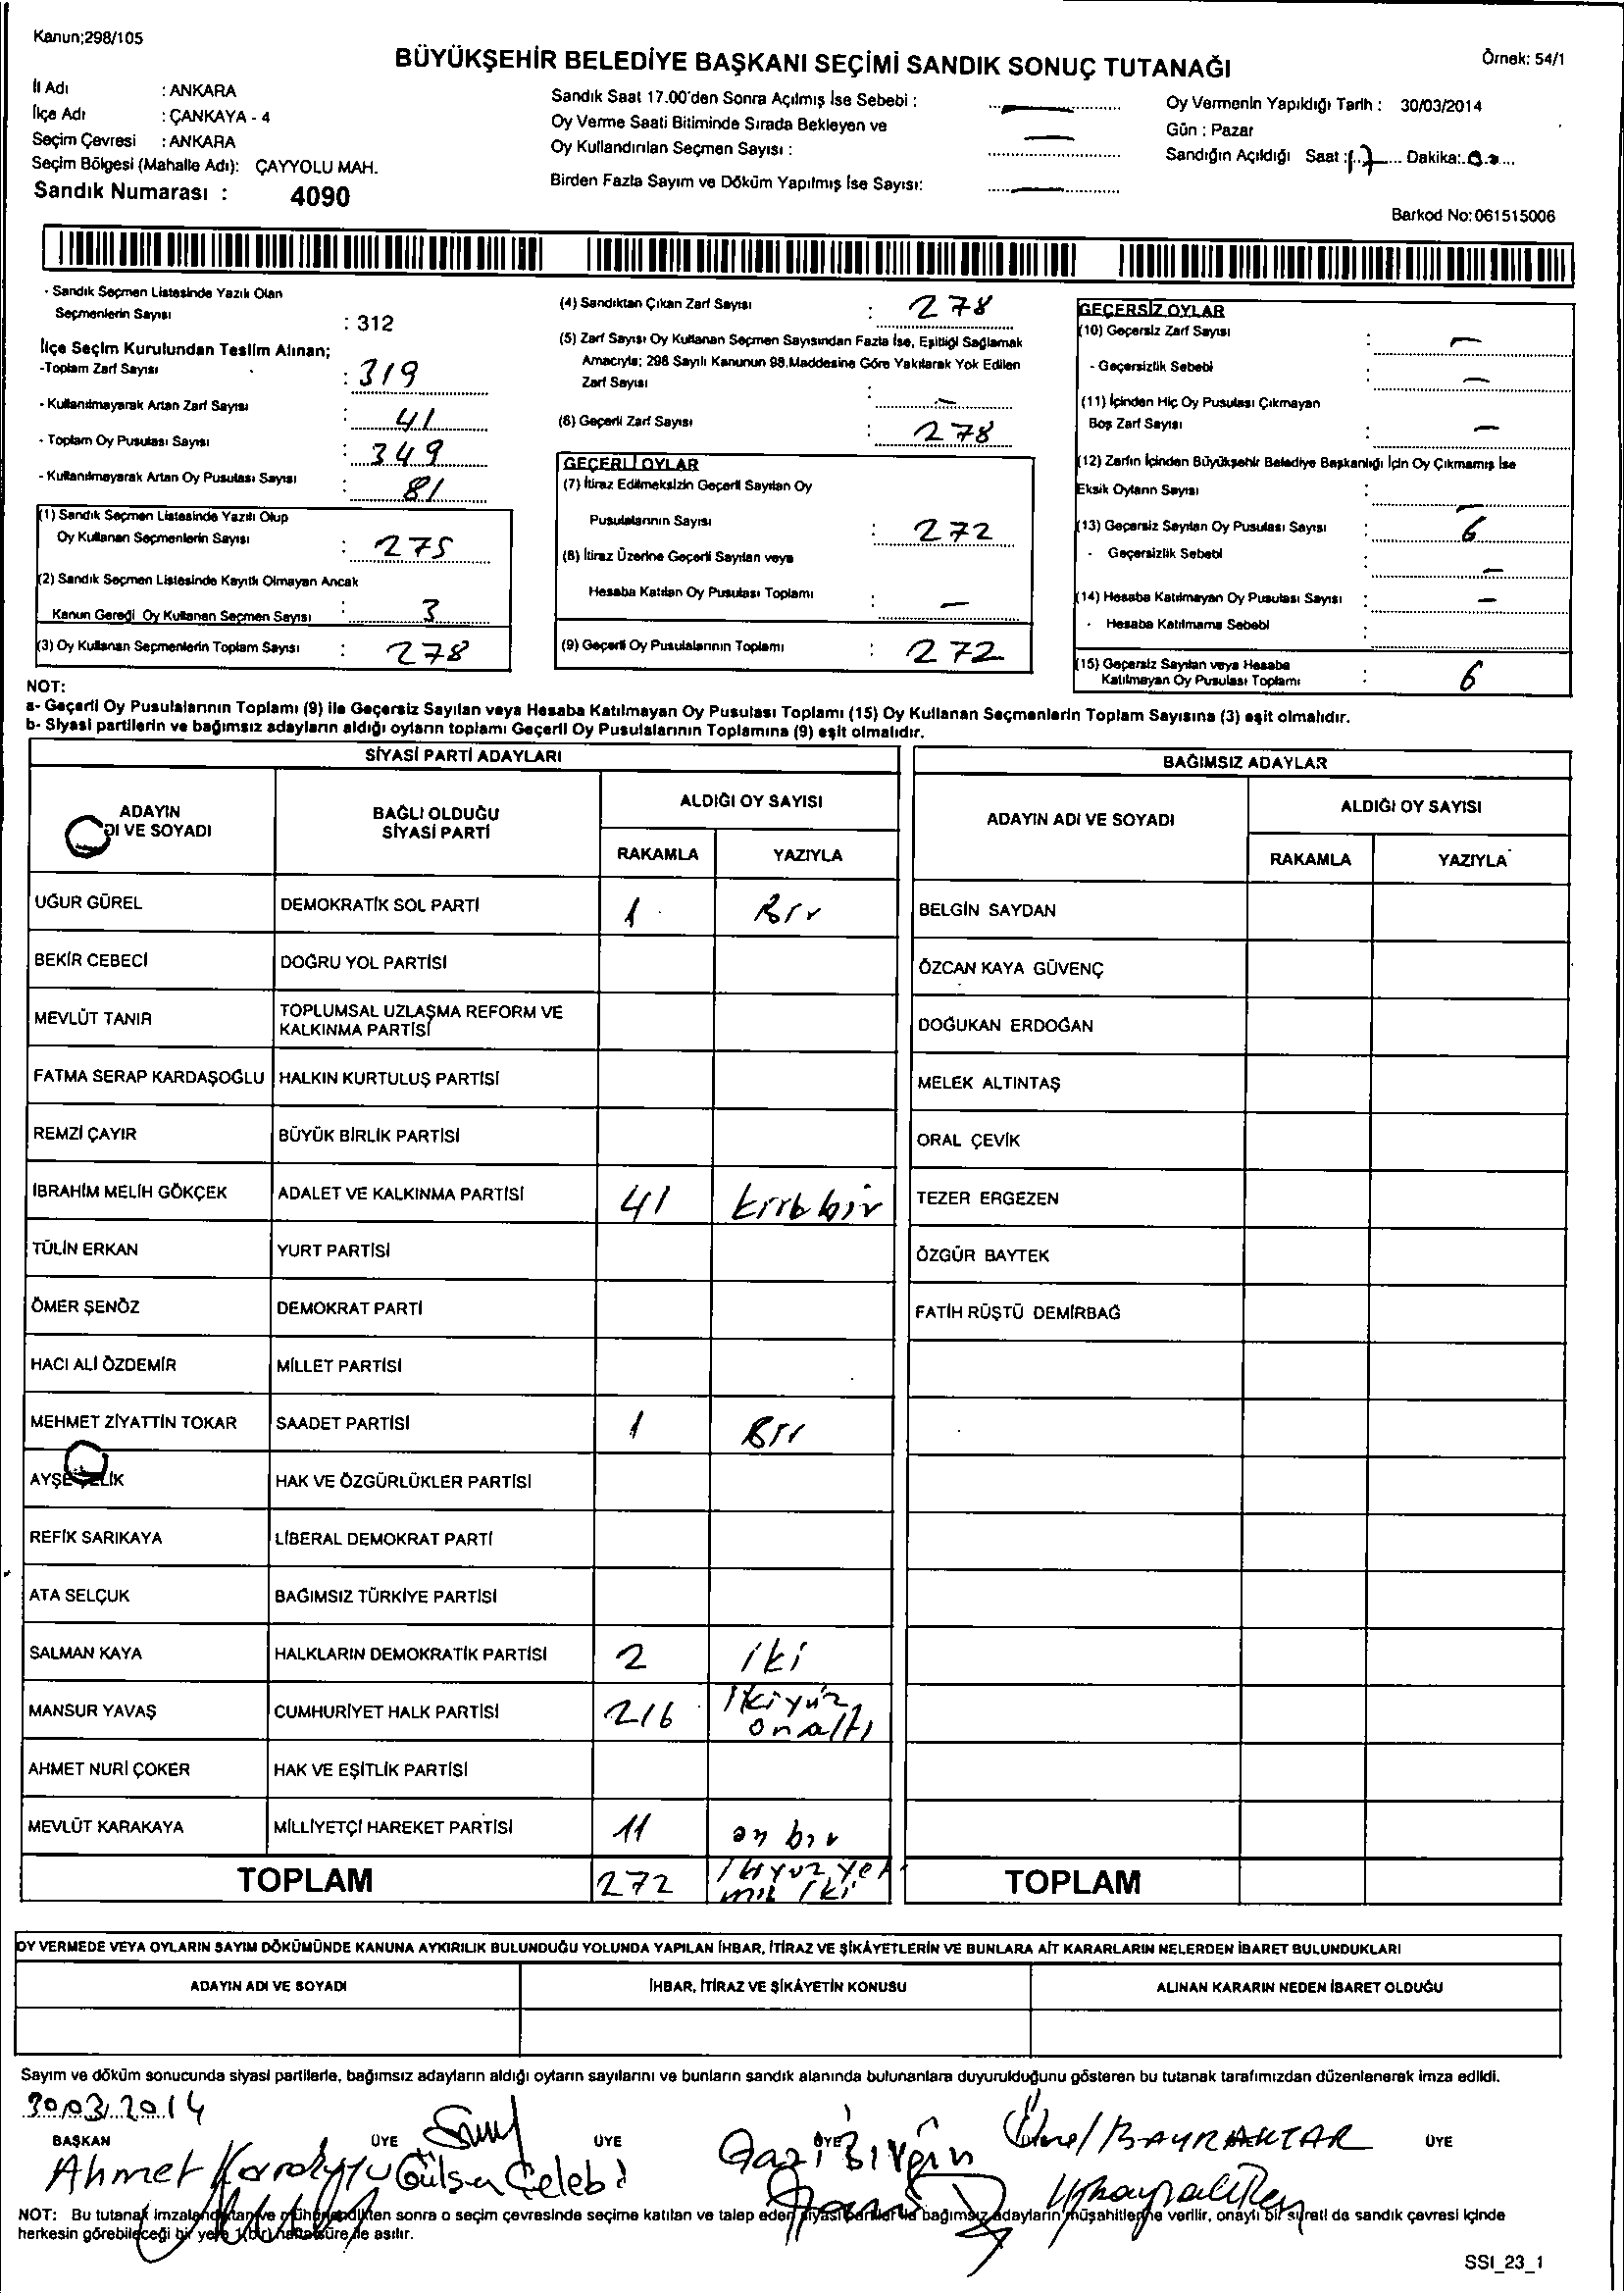 Kanun;298/105
BÜYÜKŞEHİR BELEDİYE BAŞKANI SEÇİMİ SANDIK SONUÇ TUTANAĞI
Örnek: 54/1
İl Adı : ANKARA
İlçe Adı : ÇANKAYA - 4
Seçim Çevresi : ANKARA
Seçim Bölgesi (Mahalle Adı): ÇAYYOLU MAH.
Sandık Numarası : 4090
Sandık Saat 17.00'den Sonra Açılmış İse Sebebi : —
Oy Verme Saati Bitiminde Sırada Bekleyen ve
Oy Kullandırılan Seçmen Sayısı : —
Birden Fazla Sayım ve Döküm Yapılmış İse Sayısı: —
Oy Vermenin Yapıldığı Tarih : 30/03/2014
Gün : Pazar
Sandığın Açıldığı Saat : 17 Dakika:
Barkod No:061515006
- Sandık Seçmen Listesinde Yazılı Olan
Seçmenlerin Sayısı : 312
İlçe Seçim Kurulundan Teslim Alınan;
-Toplam Zarf Sayısı : 319
- Kullanılmayarak Artan Zarf Sayısı : 41
- Toplam Oy Pusulası Sayısı : 349
- Kullanılmayarak Artan Oy Pusulası Sayısı : 81
(1) Sandık Seçmen Listesinde Yazılı Olup
Oy Kullanan Seçmenlerin Sayısı : 275
(2) Sandık Seçmen Listesinde Kayıtlı Olmayan Ancak
Kanun Gereği Oy Kullanan Seçmen Sayısı : 3
(3) Oy Kullanan Seçmenlerin Toplam Sayısı : 278
(4) Sandıktan Çıkan Zarf Sayısı : 278
(5) Zarf Sayısı Oy Kullanan Seçmen Sayısından Fazla İse, Eşitliği Sağlamak
Amacıyla; 298 Sayılı Kanunun 98.Maddesine Göre Yakılarak Yok Edilen
Zarf Sayısı : —
(6) Geçerli Zarf Sayısı : 278
GEÇERLİ OYLAR
(7) İtiraz Edilmeksizin Geçerli Sayılan Oy
Pusulalarının Sayısı : 272
(8) İtiraz Üzerine Geçerli Sayılan veya
Hesaba Katılan Oy Pusulası Toplamı : —
(9) Geçerli Oy Pusulalarının Toplamı : 272
GEÇERSİZ OYLAR
(10) Geçersiz Zarf Sayısı : —
- Geçersizlik Sebebi : —
(11) İçinden Hiç Oy Pusulası Çıkmayan
Boş Zarf Sayısı : —
(12) Zarfın İçinden Büyükşehir Belediye Başkanlığı İçin Oy Çıkmamış İse
Eksik Oyların Sayısı :
(13) Geçersiz Sayılan Oy Pusulası Sayısı : 6
- Geçersizlik Sebebi : —
(14) Hesaba Katılmayan Oy Pusulası Sayısı : —
- Hesaba Katılmama Sebebi :
(15) Geçersiz Sayılan veya Hesaba
Katılmayan Oy Pusulası Toplamı : 6
NOT:
a- Geçerli Oy Pusulalarının Toplamı (9) ile Geçersiz Sayılan veya Hesaba Katılmayan Oy Pusulası Toplamı (15) Oy Kullanan Seçmenlerin Toplam Sayısına (3) eşit olmalıdır.
b- Siyasi partilerin ve bağımsız adayların aldığı oyların toplamı Geçerli Oy Pusulalarının Toplamına (9) eşit olmalıdır.
SİYASİ PARTİ ADAYLARI
ADAYIN
DI VE SOYADI
BAĞLI OLDUĞU
SİYASİ PARTİ
ALDIĞI OY SAYISI
RAKAMLA YAZIYLA
UĞUR GÜREL DEMOKRATİK SOL PARTİ 1 Bir
BEKİR CEBECİ DOĞRU YOL PARTİSİ
MEVLÜT TANIR TOPLUMSAL UZLAŞMA REFORM VE
KALKINMA PARTİSİ
FATMA SERAP KARDAŞOĞLU HALKIN KURTULUŞ PARTİSİ
REMZİ ÇAYIR BÜYÜK BİRLİK PARTİSİ
İBRAHİM MELİH GÖKÇEK ADALET VE KALKINMA PARTİSİ 41 kırkbir
TÜLİN ERKAN YURT PARTİSİ
ÖMER ŞENÖZ DEMOKRAT PARTİ
HACI ALİ ÖZDEMİR MİLLET PARTİSİ
MEHMET ZİYATTİN TOKAR SAADET PARTİSİ 1 Bir
AYŞE ÇELİK HAK VE ÖZGÜRLÜKLER PARTİSİ
REFİK SARIKAYA LİBERAL DEMOKRAT PARTİ
ATA SELÇUK BAĞIMSIZ TÜRKİYE PARTİSİ
SALMAN KAYA HALKLARIN DEMOKRATİK PARTİSİ 2 iki
MANSUR YAVAŞ CUMHURİYET HALK PARTİSİ 216 ikiyüz
onaltı
AHMET NURİ ÇOKER HAK VE EŞİTLİK PARTİSİ
MEVLÜT KARAKAYA MİLLİYETÇİ HAREKET PARTİSİ 11 on bir
TOPLAM 272 ikiyüz yet
miş iki
BAĞIMSIZ ADAYLAR
ADAYIN ADI VE SOYADI
ALDIĞI OY SAYISI
RAKAMLA YAZIYLA
BELGİN SAYDAN
ÖZCAN KAYA GÜVENÇ
DOĞUKAN ERDOĞAN
MELEK ALTINTAŞ
ORAL ÇEVİK
TEZER ERGEZEN
ÖZGÜR BAYTEK
FATİH RÜŞTÜ DEMİRBAĞ
TOPLAM
OY VERMEDE VEYA OYLARIN SAYIM DÖKÜMÜNDE KANUNA AYKIRILIK BULUNDUĞU YOLUNDA YAPILAN İHBAR, İTİRAZ VE ŞİKÂYETLERİN VE BUNLARA AİT KARARLARIN NELERDEN İBARET BULUNDUKLARI
ADAYIN ADI VE SOYADI İHBAR, İTİRAZ VE ŞİKÂYETİN KONUSU ALINAN KARARIN NEDEN İBARET OLDUĞU
Sayım ve döküm sonucunda siyasi partilerle, bağımsız adayların aldığı oyların sayılarını ve bunların sandık alanında bulunanlara duyurulduğunu gösteren bu tutanak tarafımızdan düzenlenerek imza edildi.
30.03.2014
BAŞKAN ÜYE ÜYE ÜYE ÜYE
Ahmet Gülsen Çelebi Gazi Birgin BAYRAKTAR
NOT: Bu tutanak imzalandıktan ve mühürlendikten sonra o seçim çevresinde seçime katılan ve talep eden siyasi partiler ile bağımsız adayların müşahitlerine verilir, onaylı bir sureti de sandık çevresi içinde
herkesin görebileceği bir yere 1(bir) hafta süre ile asılır.
SSI_23_1